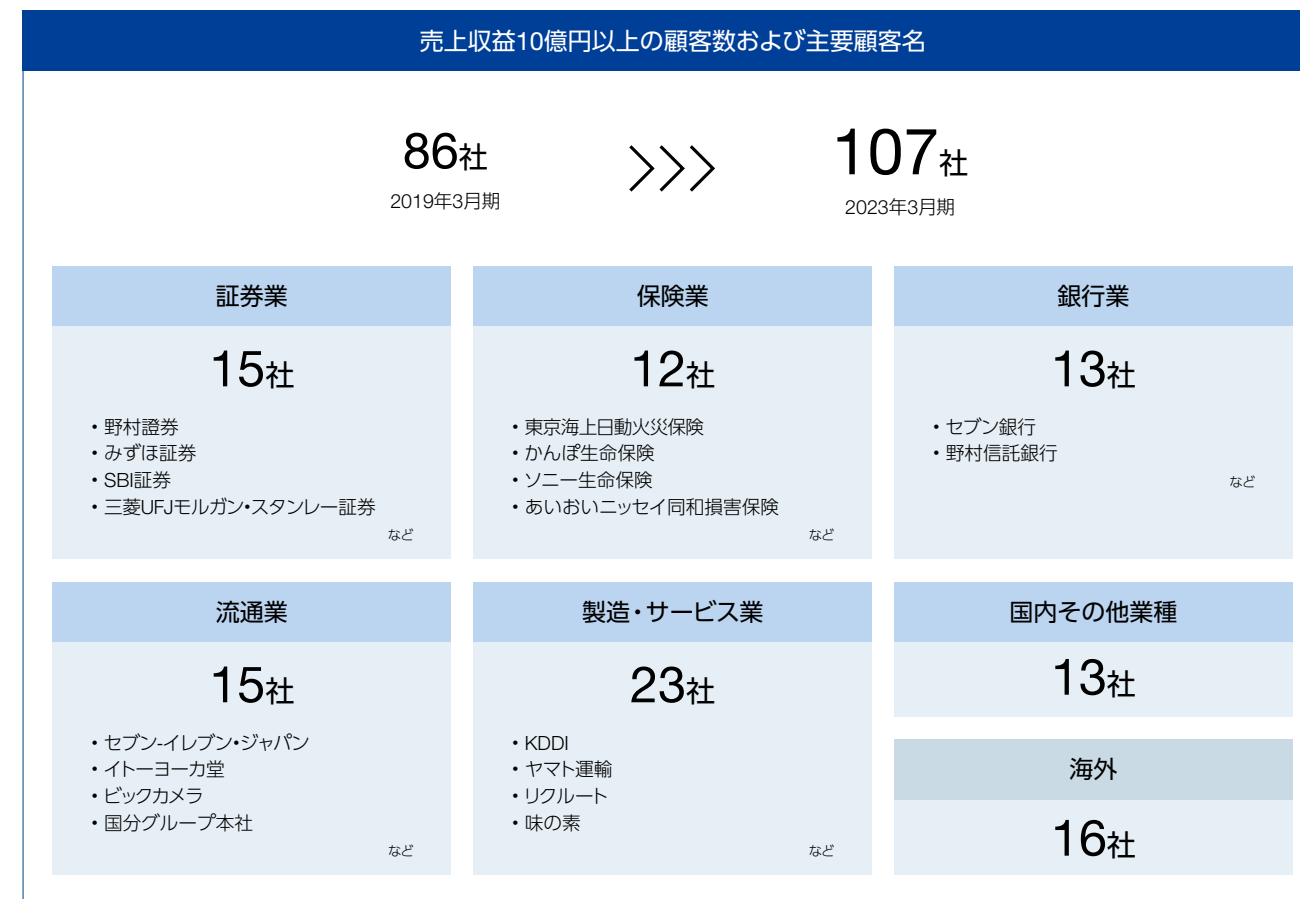 売上収益10億円以上の顧客数および主要顧客名
86社
2019年3月期
107社
2023年3月期
証券業
15社
・野村證券
・みずほ証券
・SBI証券
・三菱UFJモルガン・スタンレー証券
など
保険業
12社
・東京海上日動火災保険
・かんぽ生命保険
・ソニー生命保険
・あいおいニッセイ同和損害保険
など
銀行業
13社
・セブン銀行
・野村信託銀行
など
流通業
15社
・セブン-イレブン・ジャパン
・イトーヨーカ堂
・ビックカメラ
・国分グループ本社
など
製造・サービス業
23社
・KDDI
・ヤマト運輸
・リクルート
・味の素
など
国内その他業種
13社
海外
16社